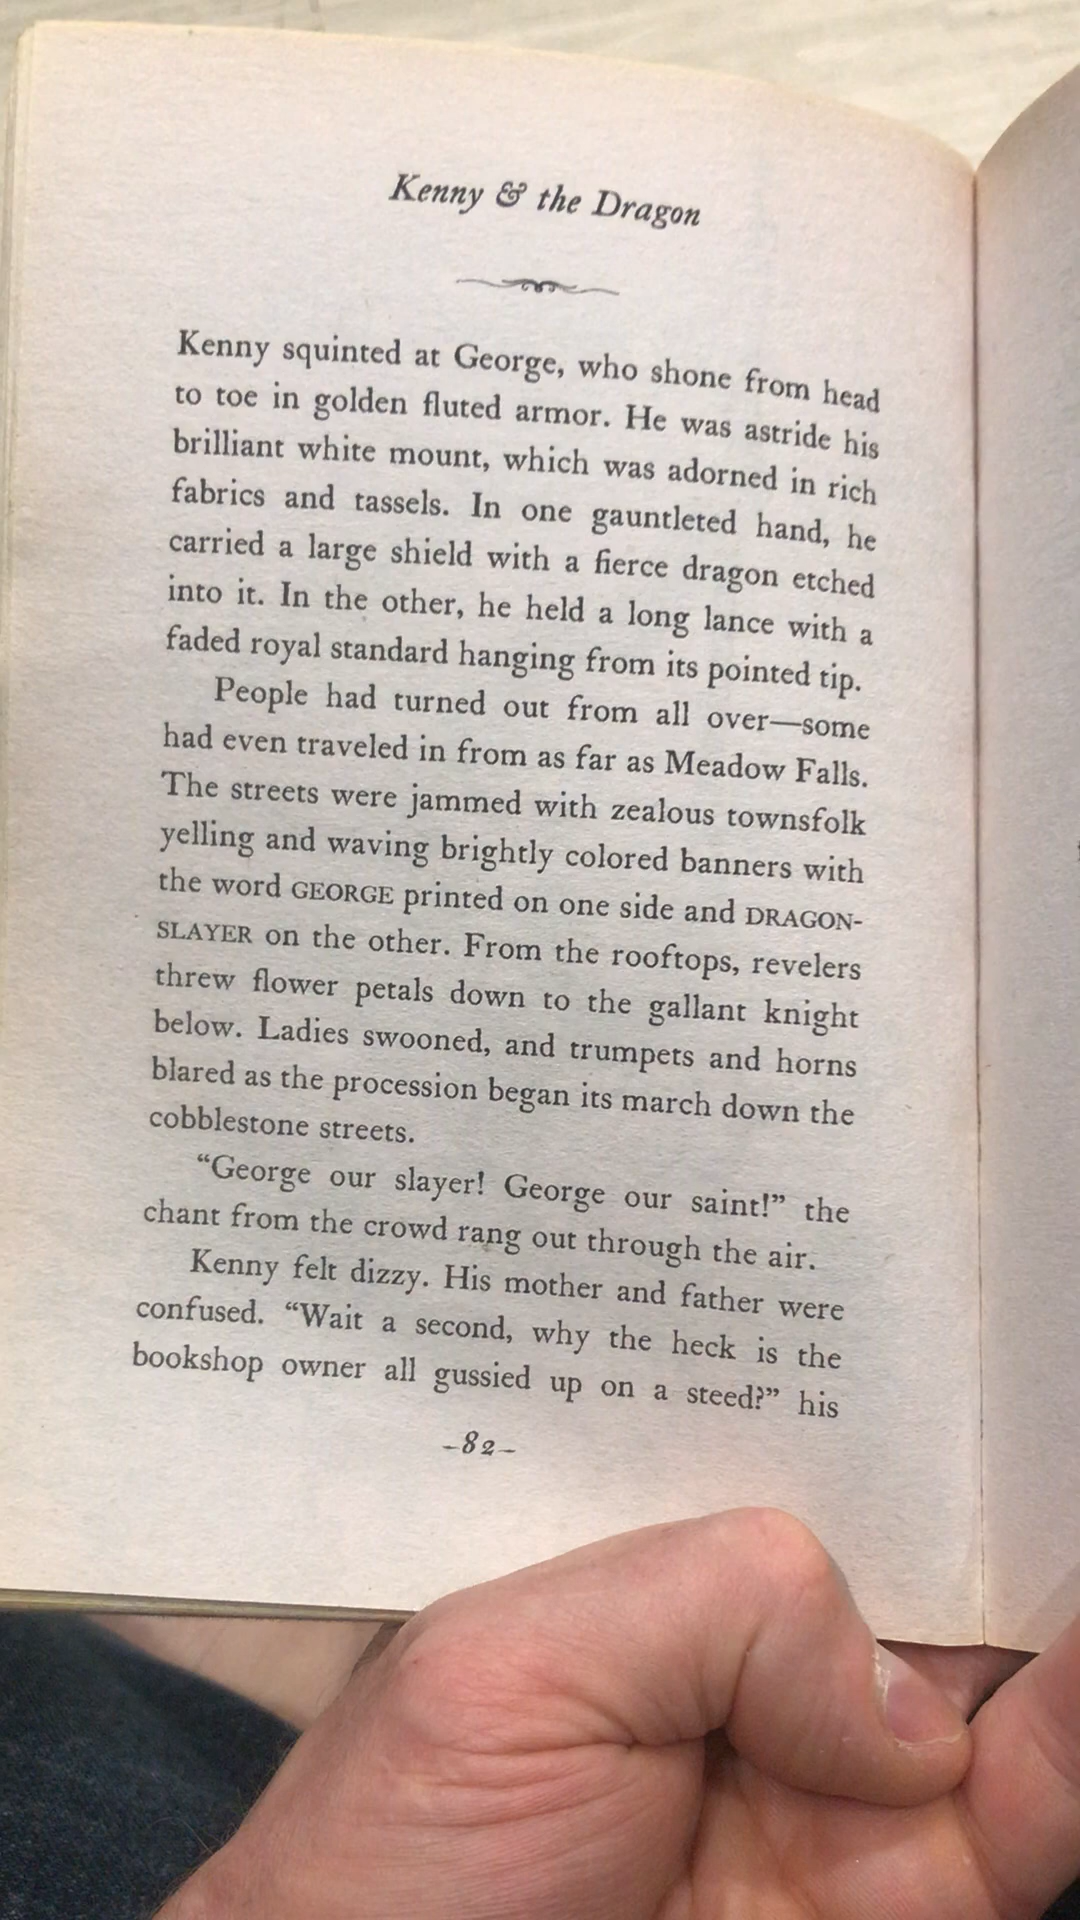 Kenny & the Dragon
Kenny squinted at George, who shone from head
to toe in golden fluted armor. He was astride his
brilliant white mount, which was adorned in rich
fabrics and tassels. In one gauntleted hand, he
carried a large shield with a fierce dragon etched
into it. In the other, he held a long lance with a
faded royal standard hanging from its pointed tip.
People had turned out from all over—some
had even traveled in from as far as Meadow Falls.
The streets were jammed with zealous townsfolk
yelling and waving brightly colored banners with
the word GEORGE printed on one side and DRAGON-
SLAYER on the other. From the rooftops, revelers
threw flower petals down to the gallant knight
below. Ladies swooned, and trumpets and horns
blared as the procession began its march down the
cobblestone streets.
“George our slayer! George our saint!” the
chant from the crowd rang out through the air.
Kenny felt dizzy. His mother and father were
confused. “Wait a second, why the heck is the
bookshop owner all gussied up on a steed?” his
–82–